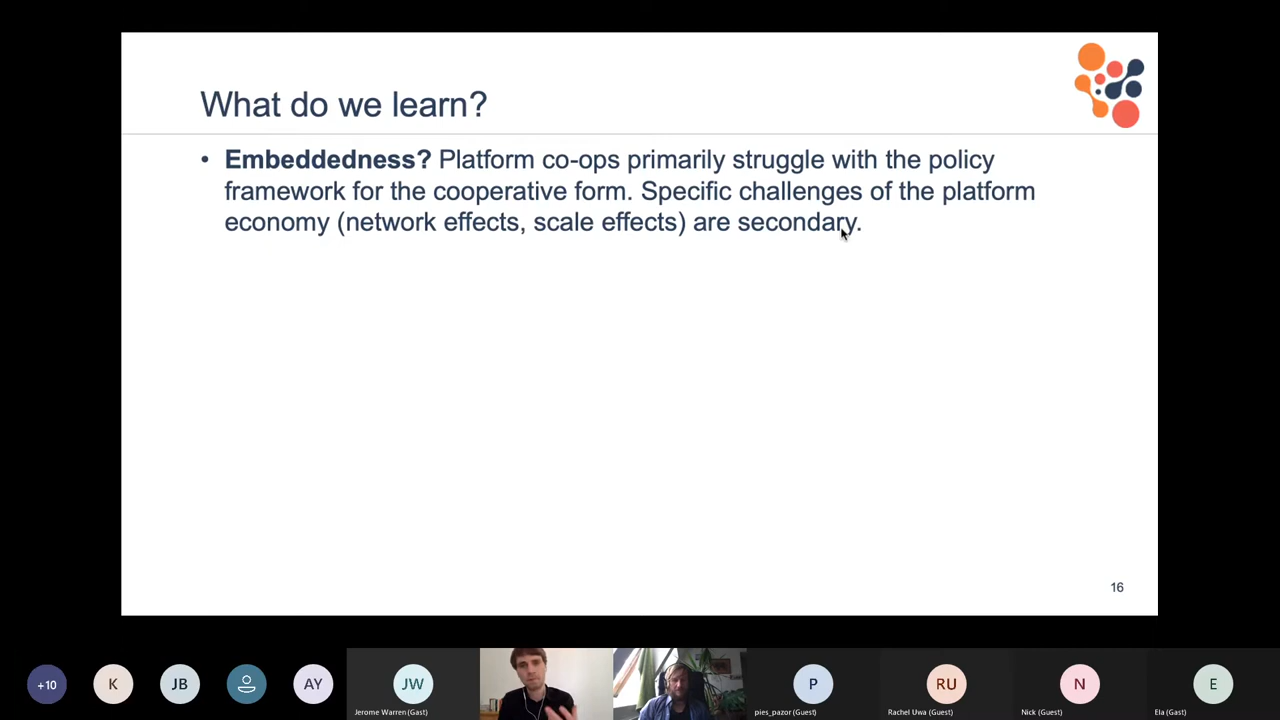 What do we learn?
• Embeddedness? Platform co-ops primarily struggle with the policy
framework for the cooperative form. Specific challenges of the platform
economy (network effects, scale effects) are secondary.
16
+10
K
JB
AY
JW
P
RU
N
E
Jerome Warren (Gast)
pies_pazor (Guest)
Rachel Uwa (Guest)
Nick (Guest)
Ela (Gast)